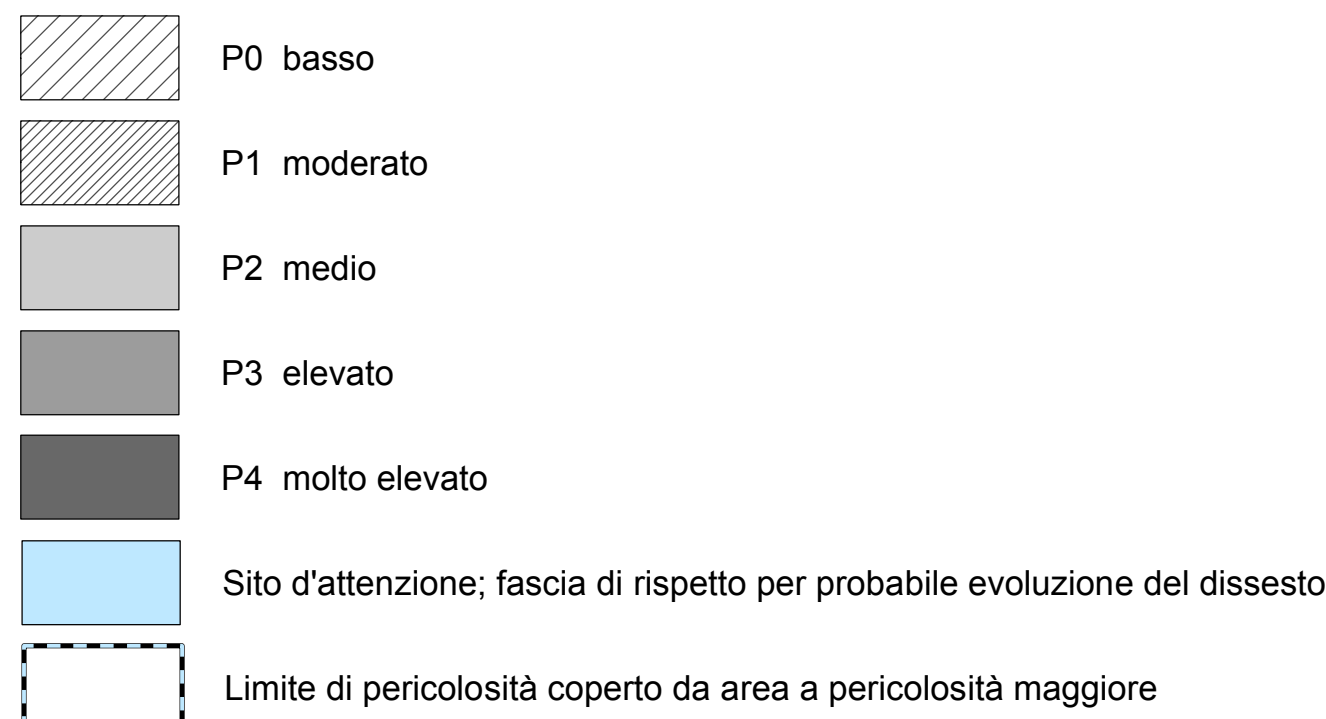 P0 basso
P1 moderato
P2 medio
P3 elevato
P4 molto elevato
Sito d'attenzione; fascia di rispetto per probabile evoluzione del dissesto
Limite di pericolosità coperto da area a pericolosità maggiore